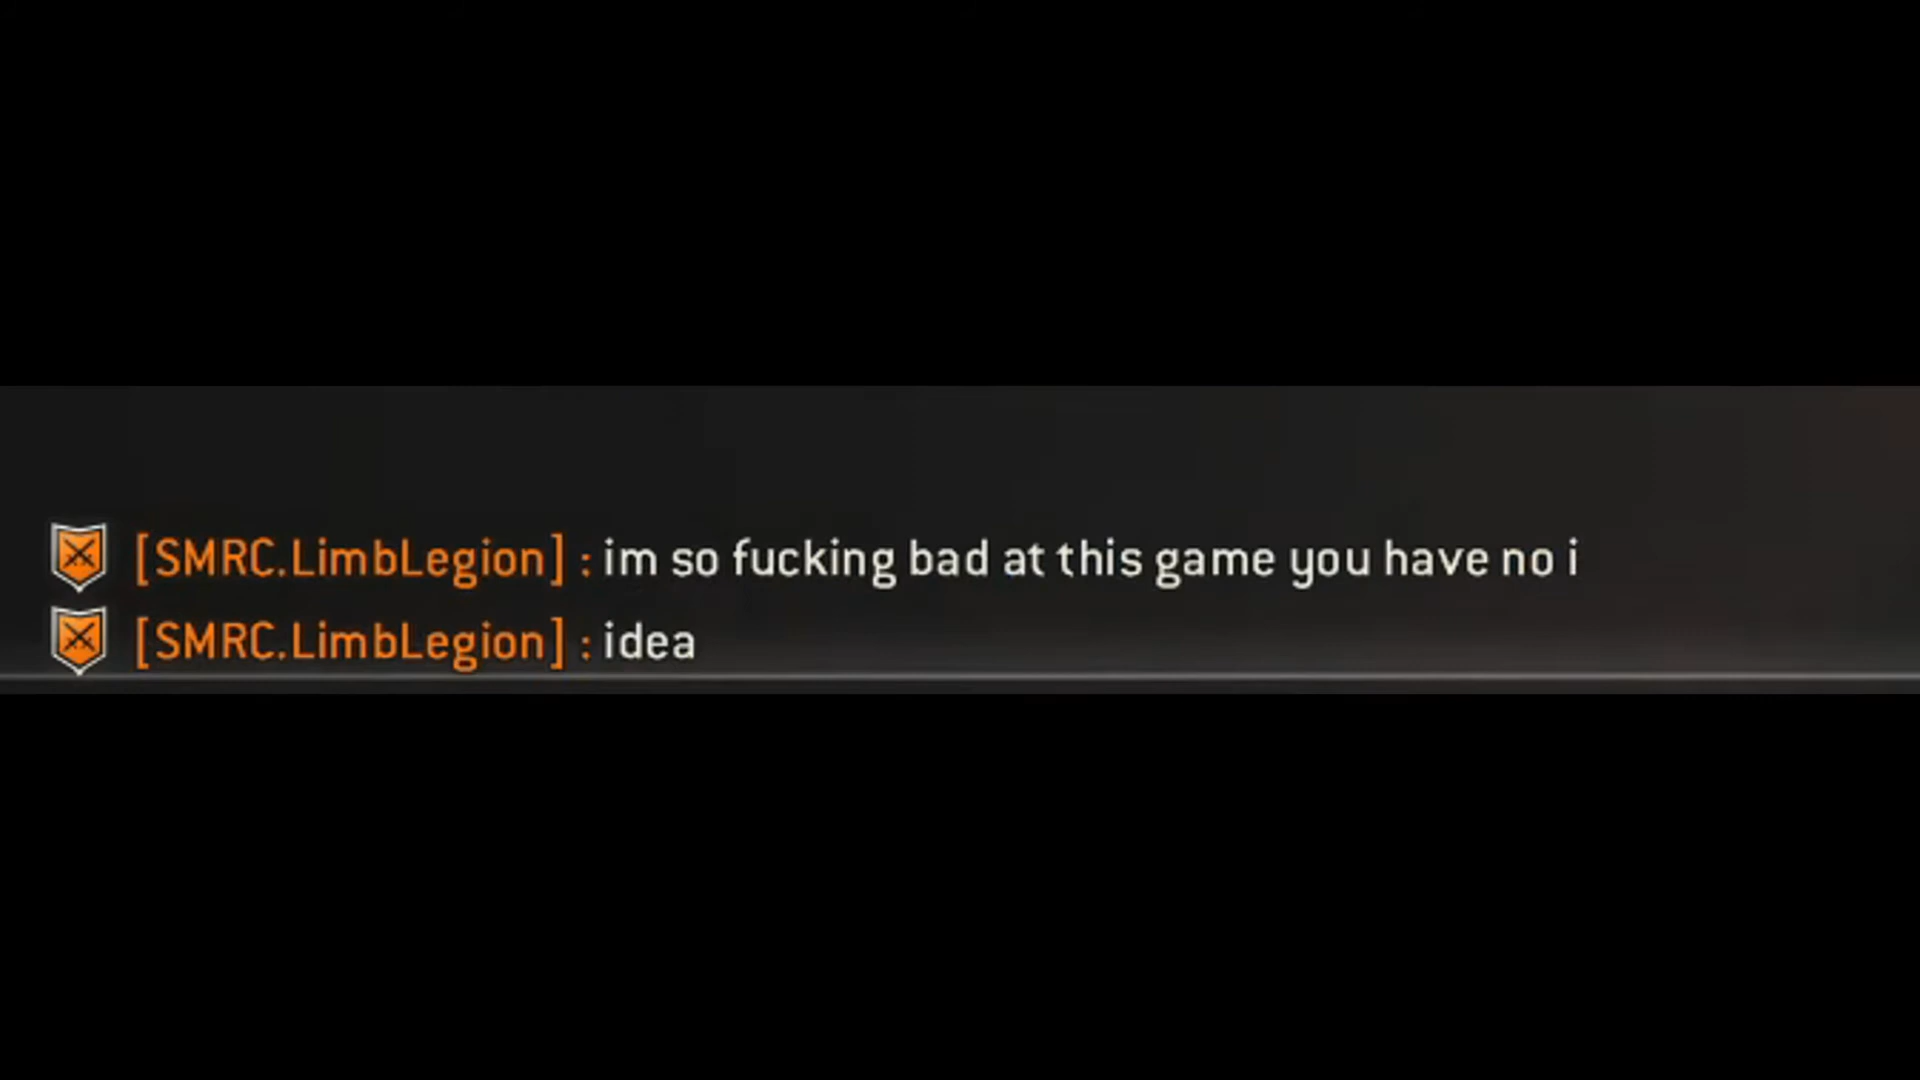 [SMRC.LimbLegion] : im so fucking bad at this game you have no i
[SMRC.LimbLegion] : idea